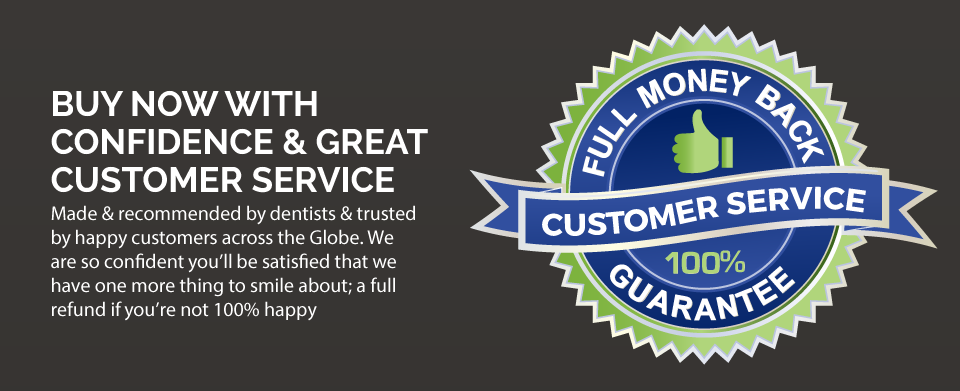 BUY NOW WITH
CONFIDENCE & GREAT
CUSTOMER SERVICE
Made & recommended by dentists & trusted
by happy customers across the Globe. We
are so confident you’ll be satisfied that we
have one more thing to smile about; a full
refund if you’re not 100% happy
FULL MONEY BACK
CUSTOMER SERVICE
100%
GUARANTEE